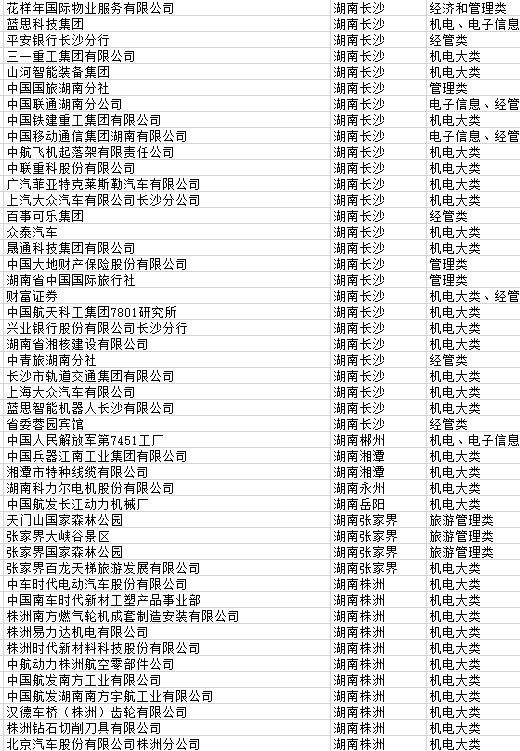 花样年国际物业服务有限公司 湖南长沙 经济和管理类
蓝思科技集团 湖南长沙 机电、电子信息
平安银行长沙分行 湖南长沙 经管类
三一重工集团有限公司 湖南长沙 机电大类
山河智能装备集团 湖南长沙 机电大类
中国国旅湖南分社 湖南长沙 管理类
中国联通湖南分公司 湖南长沙 电子信息、经管
中国铁建重工集团有限公司 湖南长沙 机电大类
中国移动通信集团湖南有限公司 湖南长沙 电子信息、经管
中航飞机起落架有限责任公司 湖南长沙 机电大类
中联重科股份有限公司 湖南长沙 机电大类
广汽菲亚特克莱斯勒汽车有限公司 湖南长沙 机电大类
上汽大众汽车有限公司长沙分公司 湖南长沙 机电大类
百事可乐集团 湖南长沙 经管类
众泰汽车 湖南长沙 机电大类
晟通科技集团有限公司 湖南长沙 机电大类
中国大地财产保险股份有限公司 湖南长沙 管理类
湖南省中国国际旅行社 湖南长沙 管理类
财富证券 湖南长沙 机电大类、经管
中国航天科工集团7801研究所 湖南长沙 机电大类
兴业银行股份有限公司长沙分行 湖南长沙 机电大类
湖南省湘核建设有限公司 湖南长沙 机电大类
中青旅湖南分社 湖南长沙 经管类
长沙市轨道交通集团有限公司 湖南长沙 机电大类
上海大众汽车有限公司 湖南长沙 机电大类
蓝思智能机器人长沙有限公司 湖南长沙 机电大类
省委蓉园宾馆 湖南长沙 经管类
中国人民解放军第7451工厂 湖南郴州 机电、电子信息
中国兵器江南工业集团有限公司 湖南湘潭 机电大类
湘潭市特种线缆有限公司 湖南湘潭 机电大类
湖南科力尔电机股份有限公司 湖南永州 机电大类
中国航发长江动力机械厂 湖南岳阳 机电大类
天门山国家森林公园 湖南张家界 旅游管理类
张家界大峡谷景区 湖南张家界 旅游管理类
张家界国家森林公园 湖南张家界 旅游管理类
张家界百龙天梯旅游发展有限公司 湖南张家界 机电大类
中车时代电动汽车股份有限公司 湖南株洲 机电大类
中国南车时代新材工塑产品事业部 湖南株洲 机电大类
株洲南方燃气轮机成套制造安装有限公司 湖南株洲 机电大类
株洲易力达机电有限公司 湖南株洲 机电大类
株洲时代新材料科技股份有限公司 湖南株洲 机电大类
中航动力株洲航空零部件公司 湖南株洲 机电大类
中国航发南方工业有限公司 湖南株洲 机电大类
中国航发湖南南方宇航工业有限公司 湖南株洲 机电大类
汉德车桥（株洲）齿轮有限公司 湖南株洲 机电大类
株洲钻石切削刀具有限公司 湖南株洲 机电大类
北京汽车股份有限公司株洲分公司 湖南株洲 机电大类